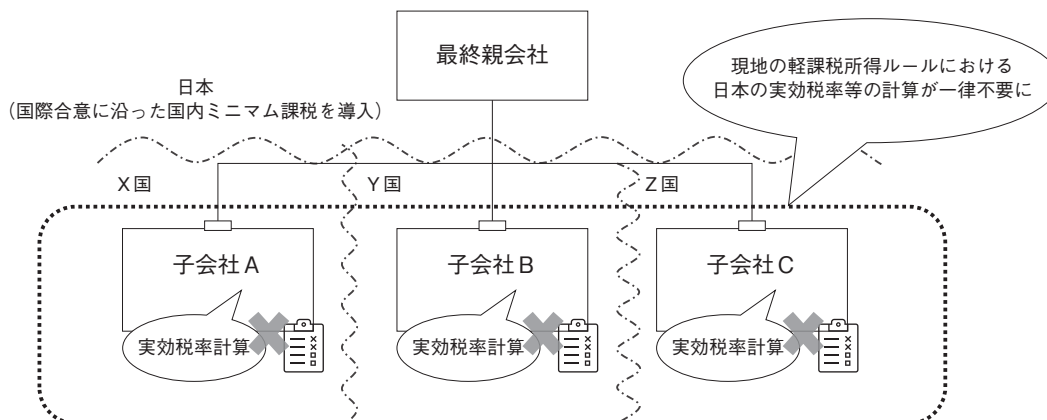 最終親会社
日本
（国際合意に沿った国内ミニマム課税を導入）
現地の軽課税所得ルールにおける
日本の実効税率等の計算が一律不要に
X国
Y国
Z国
子会社A
子会社B
子会社C
実効税率計算
実効税率計算
実効税率計算